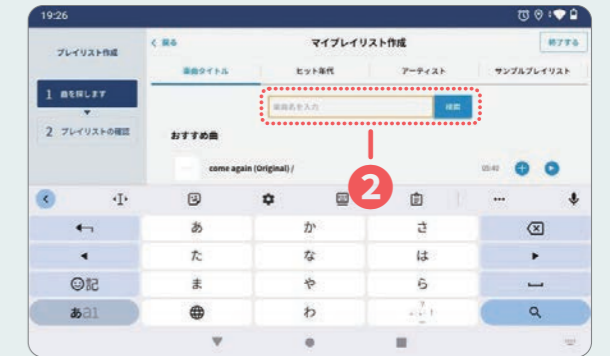 19:26
プレイリスト作成
< 戻る
マイプレイリスト作成
終了する
楽曲タイトル
ヒット年代
アーティスト
サンプルプレイリスト
1 曲を探します
2 プレイリストの確認
楽曲名を入力
検索
おすすめ曲
come again (Original) /
05:40
2
あ
か
さ
た
な
は
☺記
ま
や
ら
あa1
わ
、。?!